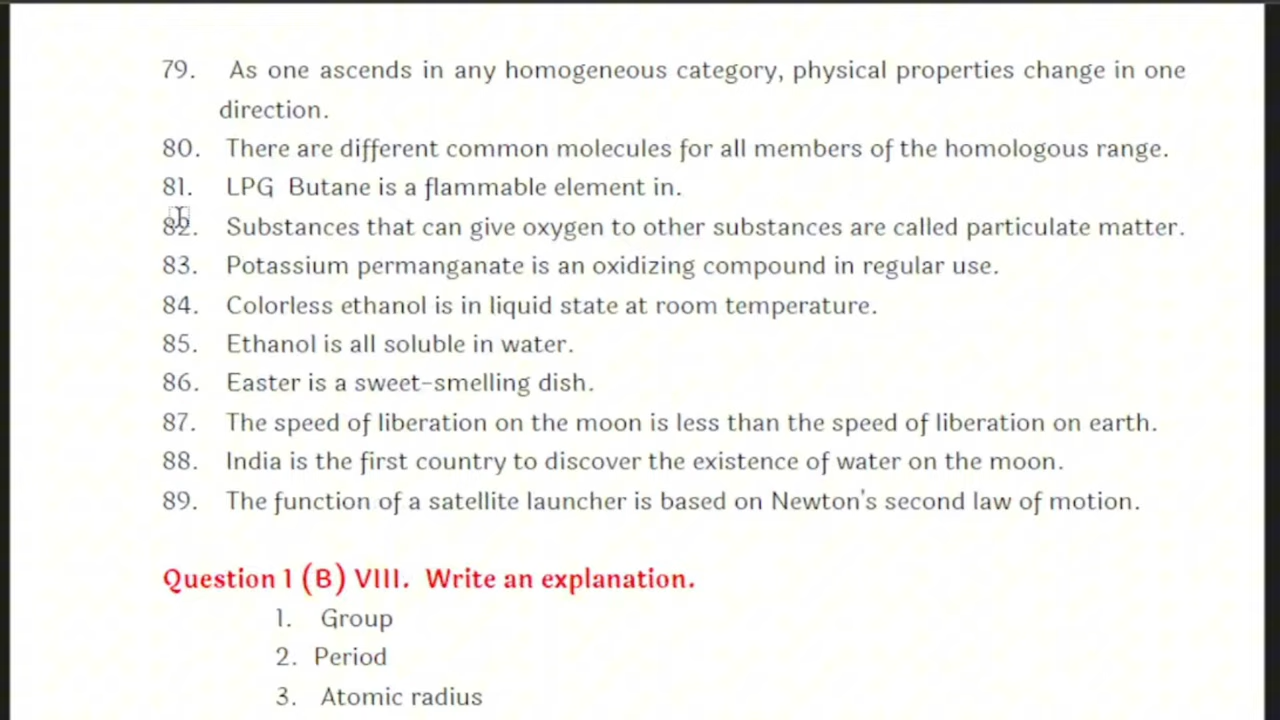 79. As one ascends in any homogeneous category, physical properties change in one
direction.
80. There are different common molecules for all members of the homologous range.
81. LPG Butane is a flammable element in.
82. Substances that can give oxygen to other substances are called particulate matter.
83. Potassium permanganate is an oxidizing compound in regular use.
84. Colorless ethanol is in liquid state at room temperature.
85. Ethanol is all soluble in water.
86. Easter is a sweet-smelling dish.
87. The speed of liberation on the moon is less than the speed of liberation on earth.
88. India is the first country to discover the existence of water on the moon.
89. The function of a satellite launcher is based on Newton's second law of motion.
Question 1 (B) VIII. Write an explanation.
1. Group
2. Period
3. Atomic radius